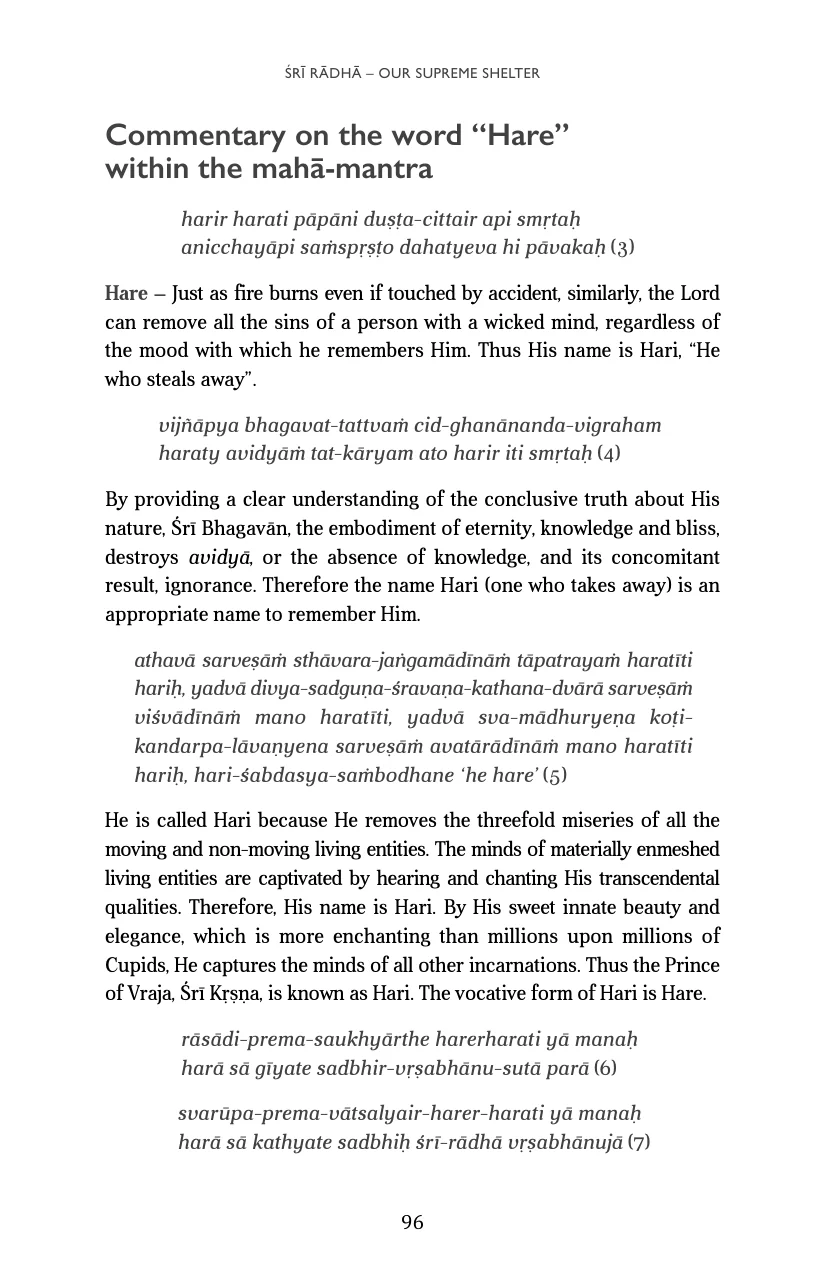 ŚRĪ RĀDHĀ – OUR SUPREME SHELTER
Commentary on the word “Hare”
within the mahā-mantra
harir harati pāpāni duṣṭa-cittair api smṛtaḥ
anicchayāpi saṁspṛṣṭo dahatyeva hi pāvakaḥ (3)
Hare – Just as fire burns even if touched by accident, similarly, the Lord
can remove all the sins of a person with a wicked mind, regardless of
the mood with which he remembers Him. Thus His name is Hari, “He
who steals away”.
vijñāpya bhagavat-tattvaṁ cid-ghanānanda-vigraham
haraty avidyāṁ tat-kāryam ato harir iti smṛtaḥ (4)
By providing a clear understanding of the conclusive truth about His
nature, Śrī Bhagavān, the embodiment of eternity, knowledge and bliss,
destroys avidyā, or the absence of knowledge, and its concomitant
result, ignorance. Therefore the name Hari (one who takes away) is an
appropriate name to remember Him.
athavā sarveṣāṁ sthāvara-jaṅgamādīnāṁ tāpatrayaṁ haratīti
hariḥ, yadvā divya-sadguṇa-śravaṇa-kathana-dvārā sarveṣāṁ
viśvādīnāṁ mano haratīti, yadvā sva-mādhuryeṇa koṭi-
kandarpa-lāvaṇyena sarveṣāṁ avatārādīnāṁ mano haratīti
hariḥ, hari-śabdasya-saṁbodhane ‘he hare’ (5)
He is called Hari because He removes the threefold miseries of all the
moving and non-moving living entities. The minds of materially enmeshed
living entities are captivated by hearing and chanting His transcendental
qualities. Therefore, His name is Hari. By His sweet innate beauty and
elegance, which is more enchanting than millions upon millions of
Cupids, He captures the minds of all other incarnations. Thus the Prince
of Vraja, Śrī Kṛṣṇa, is known as Hari. The vocative form of Hari is Hare.
rāsādi-prema-saukhyārthe harerharati yā manaḥ
harā sā gīyate sadbhir-vṛṣabhānu-sutā parā (6)
svarūpa-prema-vātsalyair-harer-harati yā manaḥ
harā sā kathyate sadbhiḥ śrī-rādhā vṛṣabhānujā (7)
96